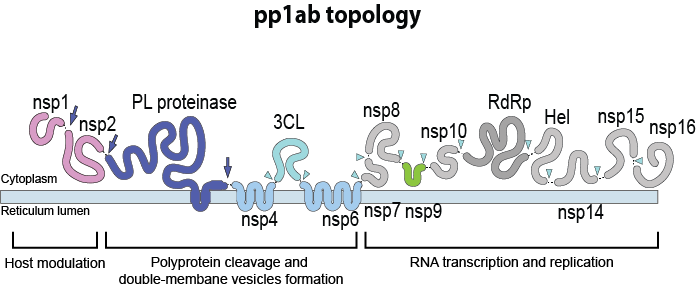 pp1ab topology
nsp1
nsp2
PL proteinase
3CL
nsp8
nsp10
RdRp
Hel
nsp15
nsp16
Cytoplasm
Reticulum lumen
nsp4
nsp6
nsp7
nsp9
nsp14
Host modulation
Polyprotein cleavage and
double-membane vesicles formation
RNA transcription and replication